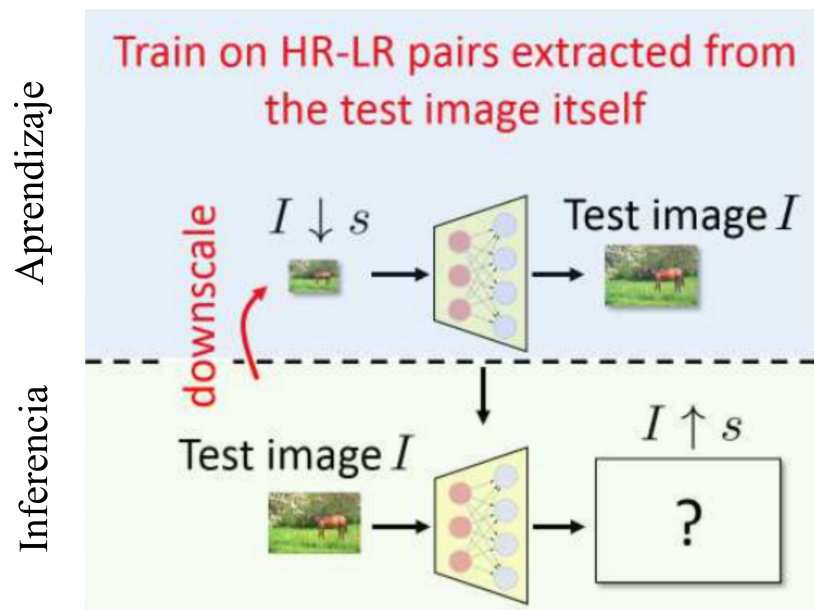 Aprendizaje
Train on HR-LR pairs extracted from
the test image itself
I ↓ s
Test image I
downscale
Inferencia
Test image I
I ↑ s
?